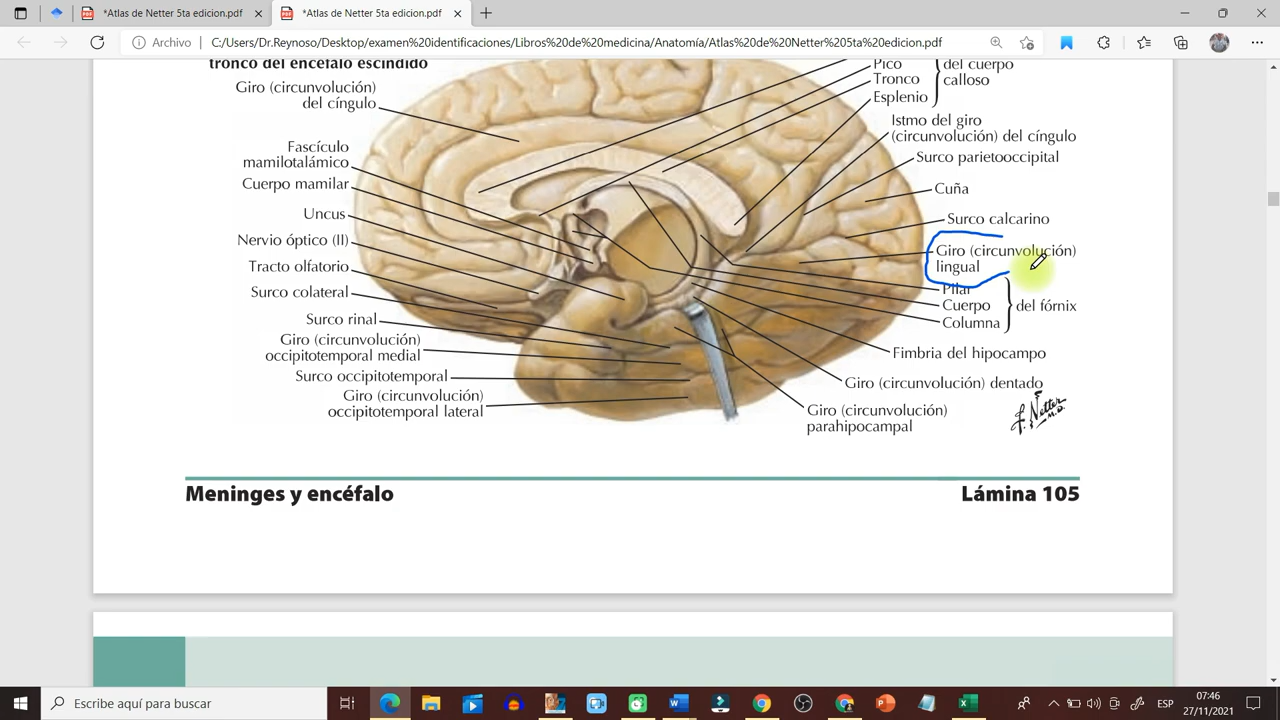 *Atlas de Netter 5ta edicion.pdf
*Atlas de Netter 5ta edicion.pdf
Archivo
C:/Users/Dr.Reynoso/Desktop/examen%20identificaciones/Libros%20de%20medicina/Anatomía/Atlas%20de%20Netter%205ta%20edicion.pdf
tronco del encéfalo escindido
Giro (circunvolución)
del cíngulo
Fascículo
mamilotalámico
Cuerpo mamilar
Uncus
Nervio óptico (II)
Tracto olfatorio
Surco colateral
Surco rinal
Giro (circunvolución)
occipitotemporal medial
Surco occipitotemporal
Giro (circunvolución)
occipitotemporal lateral
Pico
Tronco
Esplenio
del cuerpo
calloso
Istmo del giro
(circunvolución) del cíngulo
Surco parietooccipital
Cuña
Surco calcarino
Giro (circunvolución)
lingual
Pilar
Cuerpo
Columna
del fórnix
Fimbria del hipocampo
Giro (circunvolución) dentado
Giro (circunvolución)
parahipocampal
f. Netter
M.D.
Meninges y encéfalo
Lámina 105
Escribe aquí para buscar
ESP
07:46
27/11/2021